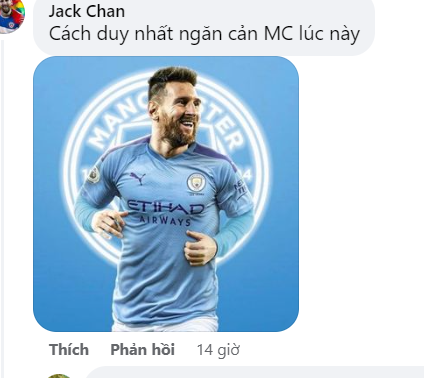 Jack Chan
Cách duy nhất ngăn cản MC lúc này
MANCHESTER
ETIHAD
AIRWAYS
Thích Phản hồi 14 giờ